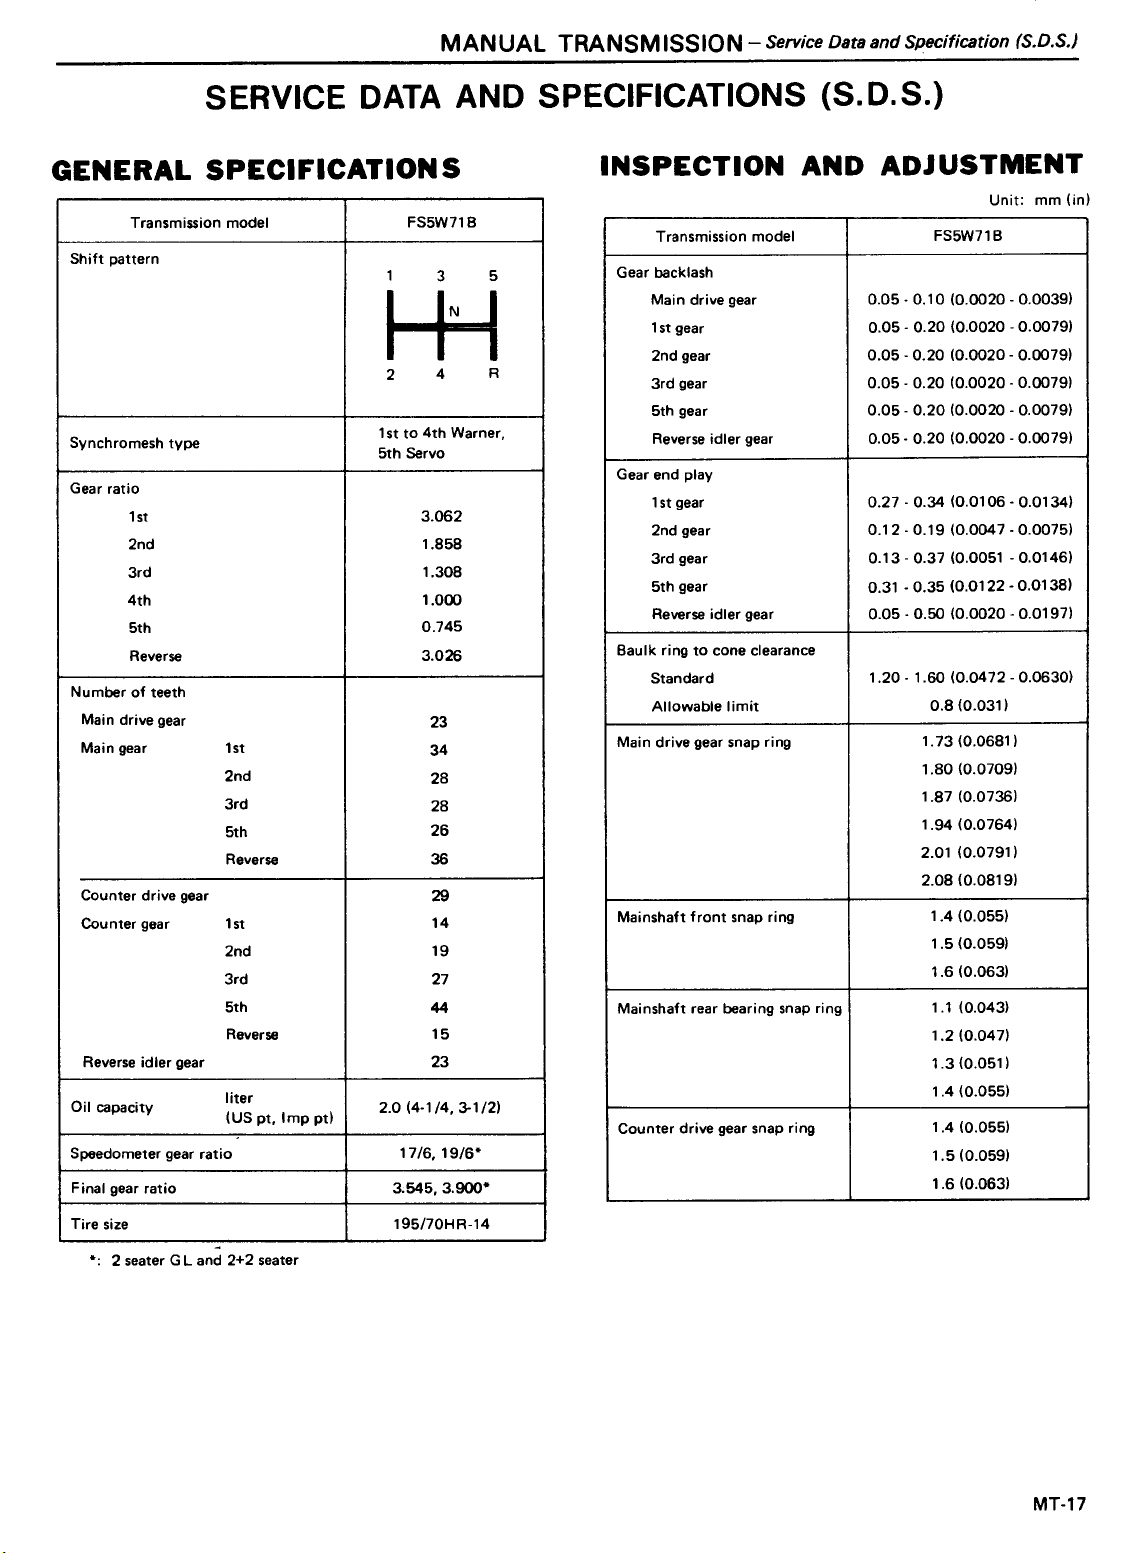 MANUAL TRANSMISSION – Service Data and Specification (S.D.S.)
SERVICE DATA AND SPECIFICATIONS (S.D.S.)
GENERAL SPECIFICATIONS
Transmission model FS5W71B
Shift pattern
1 3 5
N
2 4 R
Synchromesh type 1st to 4th Warner,
5th Servo
Gear ratio
1st 3.062
2nd 1.858
3rd 1.308
4th 1.000
5th 0.745
Reverse 3.026
Number of teeth
Main drive gear 23
Main gear 1st 34
2nd 28
3rd 28
5th 26
Reverse 36
Counter drive gear 29
Counter gear 1st 14
2nd 19
3rd 27
5th 44
Reverse 15
Reverse idler gear 23
Oil capacity liter
(US pt, Imp pt) 2.0 (4-1/4, 3-1/2)
Speedometer gear ratio 17/6, 19/6*
Final gear ratio 3.545, 3.900*
Tire size 195/70HR-14
*: 2 seater GL and 2+2 seater
INSPECTION AND ADJUSTMENT
Unit: mm (in)
Transmission model FS5W71B
Gear backlash
Main drive gear 0.05 - 0.10 (0.0020 - 0.0039)
1st gear 0.05 - 0.20 (0.0020 - 0.0079)
2nd gear 0.05 - 0.20 (0.0020 - 0.0079)
3rd gear 0.05 - 0.20 (0.0020 - 0.0079)
5th gear 0.05 - 0.20 (0.0020 - 0.0079)
Reverse idler gear 0.05 - 0.20 (0.0020 - 0.0079)
Gear end play
1st gear 0.27 - 0.34 (0.0106 - 0.0134)
2nd gear 0.12 - 0.19 (0.0047 - 0.0075)
3rd gear 0.13 - 0.37 (0.0051 - 0.0146)
5th gear 0.31 - 0.35 (0.0122 - 0.0138)
Reverse idler gear 0.05 - 0.50 (0.0020 - 0.0197)
Baulk ring to cone clearance
Standard 1.20 - 1.60 (0.0472 - 0.0630)
Allowable limit 0.8 (0.031)
Main drive gear snap ring 1.73 (0.0681)
1.80 (0.0709)
1.87 (0.0736)
1.94 (0.0764)
2.01 (0.0791)
2.08 (0.0819)
Mainshaft front snap ring 1.4 (0.055)
1.5 (0.059)
1.6 (0.063)
Mainshaft rear bearing snap ring 1.1 (0.043)
1.2 (0.047)
1.3 (0.051)
1.4 (0.055)
Counter drive gear snap ring 1.4 (0.055)
1.5 (0.059)
1.6 (0.063)
MT-17